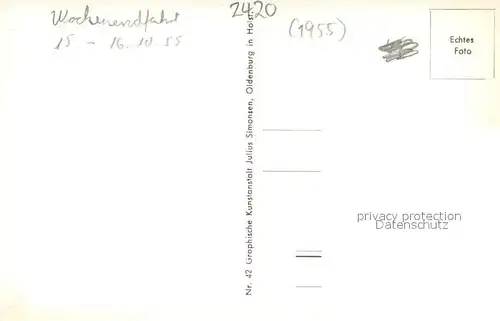 Wochenendfahrt
15 - 16.10.55
2420
(1955)
Echtes
Foto
Nr. 42 Graphische Kunstanstalt Julius Simonsen, Oldenburg in Holst.
privacy protection
Datenschutz